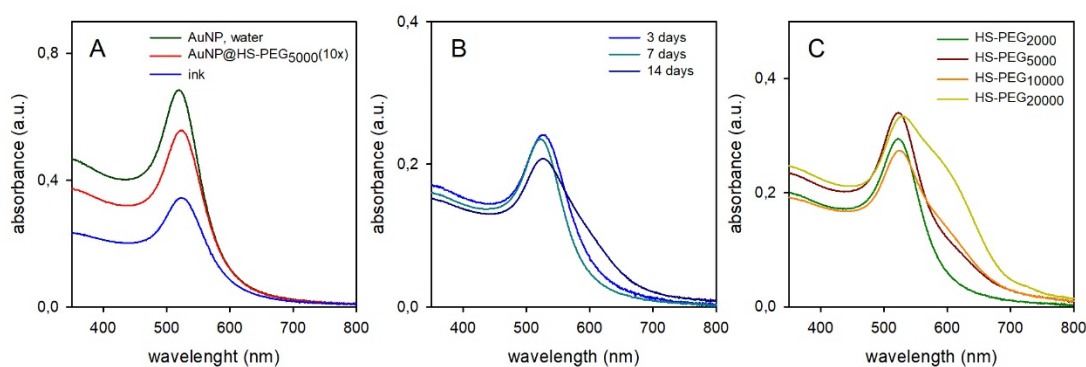 A
AuNP, water
AuNP@HS-PEG5000(10x)
ink
0,8
0,4
0,0
absorbance (a.u.)
400 500 600 700 800
wavelenght (nm)
B
3 days
7 days
14 days
0,4
0,2
0,0
absorbance (a.u.)
400 500 600 700 800
wavelength (nm)
C
HS-PEG2000
HS-PEG5000
HS-PEG10000
HS-PEG20000
0,4
0,2
0,0
absorbance (a.u.)
400 500 600 700 800
wavelength (nm)